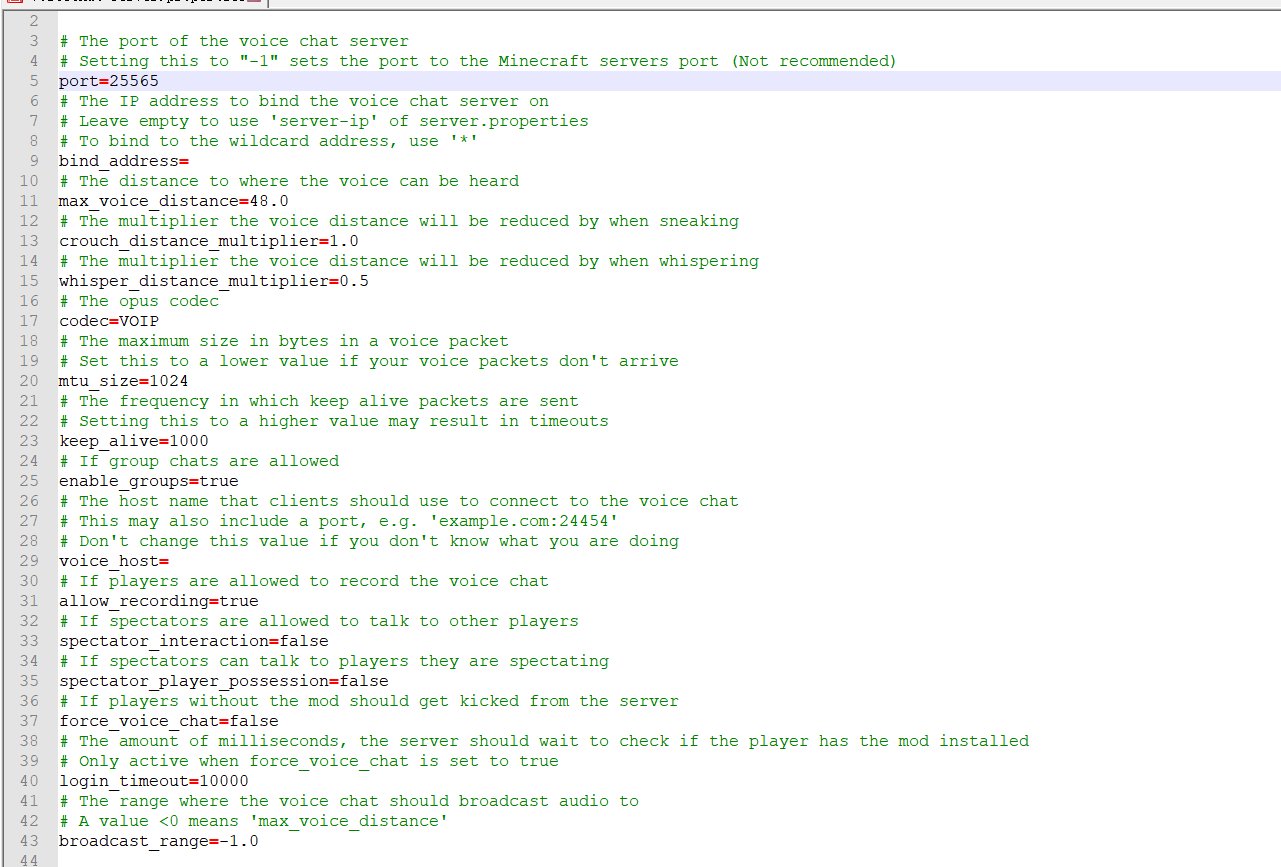 2
3 # The port of the voice chat server
4 # Setting this to "-1" sets the port to the Minecraft servers port (Not recommended)
5 port=25565
6 # The IP address to bind the voice chat server on
7 # Leave empty to use 'server-ip' of server.properties
8 # To bind to the wildcard address, use '*'
9 bind_address=
10 # The distance to where the voice can be heard
11 max_voice_distance=48.0
12 # The multiplier the voice distance will be reduced by when sneaking
13 crouch_distance_multiplier=1.0
14 # The multiplier the voice distance will be reduced by when whispering
15 whisper_distance_multiplier=0.5
16 # The opus codec
17 codec=VOIP
18 # The maximum size in bytes in a voice packet
19 # Set this to a lower value if your voice packets don't arrive
20 mtu_size=1024
21 # The frequency in which keep alive packets are sent
22 # Setting this to a higher value may result in timeouts
23 keep_alive=1000
24 # If group chats are allowed
25 enable_groups=true
26 # The host name that clients should use to connect to the voice chat
27 # This may also include a port, e.g. 'example.com:24454'
28 # Don't change this value if you don't know what you are doing
29 voice_host=
30 # If players are allowed to record the voice chat
31 allow_recording=true
32 # If spectators are allowed to talk to other players
33 spectator_interaction=false
34 # If spectators can talk to players they are spectating
35 spectator_player_possession=false
36 # If players without the mod should get kicked from the server
37 force_voice_chat=false
38 # The amount of milliseconds, the server should wait to check if the player has the mod installed
39 # Only active when force_voice_chat is set to true
40 login_timeout=10000
41 # The range where the voice chat should broadcast audio to
42 # A value <0 means 'max_voice_distance'
43 broadcast_range=-1.0
44